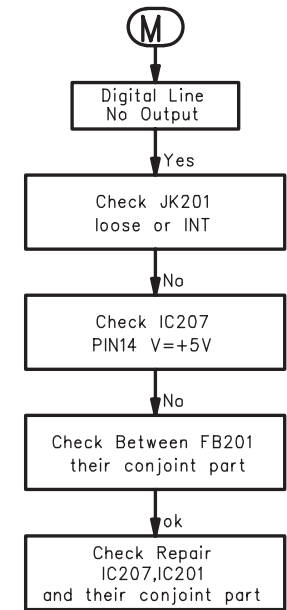 M
Digital Line
No Output
Yes
Check JK201
loose or INT
No
Check IC207
PIN14 V=+5V
No
Check Between FB201
their conjoint part
ok
Check Repair
IC207,IC201
and their conjoint part